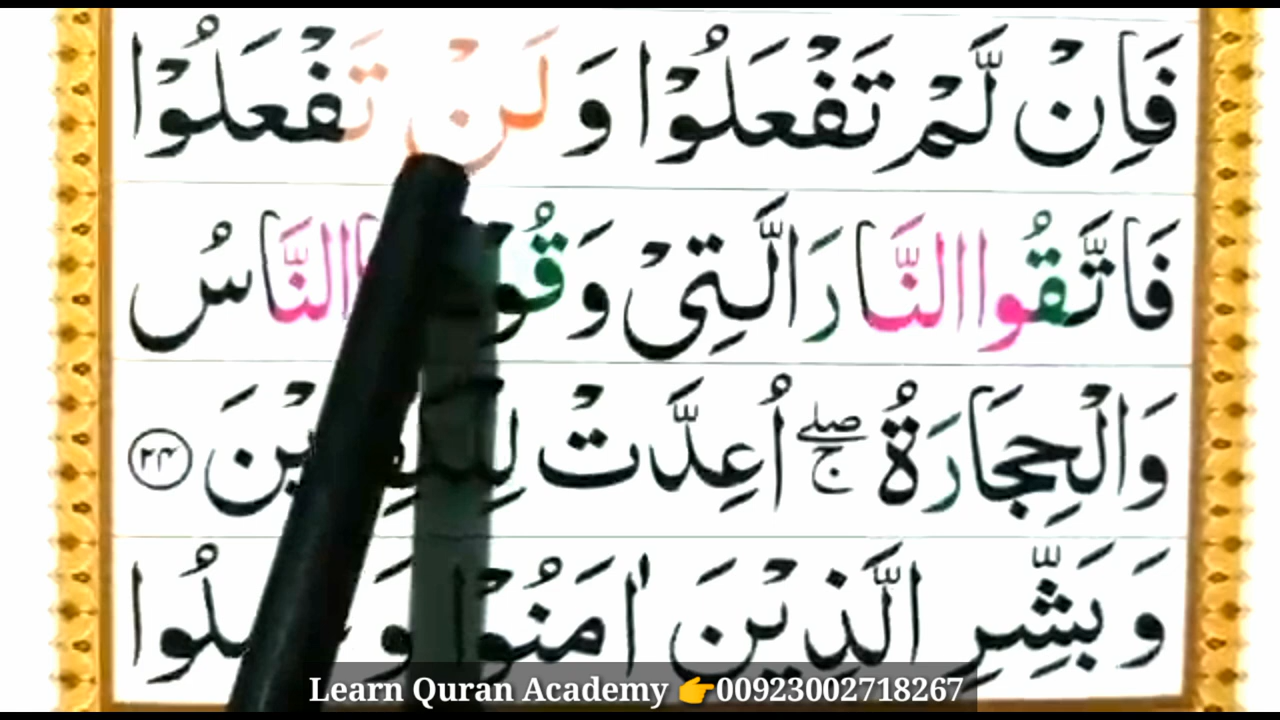 فَاِنْ لَّمْ تَفْعَلُوْا وَ لَنْ تَفْعَلُوْا
فَاتَّقُوا النَّارَ الَّتِیْ وَقُوْ النَّاسُ
وَالْحِجَارَةُ ۖۚ اُعِدَّتْ ﴿۲۴﴾
وَ بَشِّرِ الَّذِیْنَ اٰمَنُوْا وَ
Learn Quran Academy 👉00923002718267